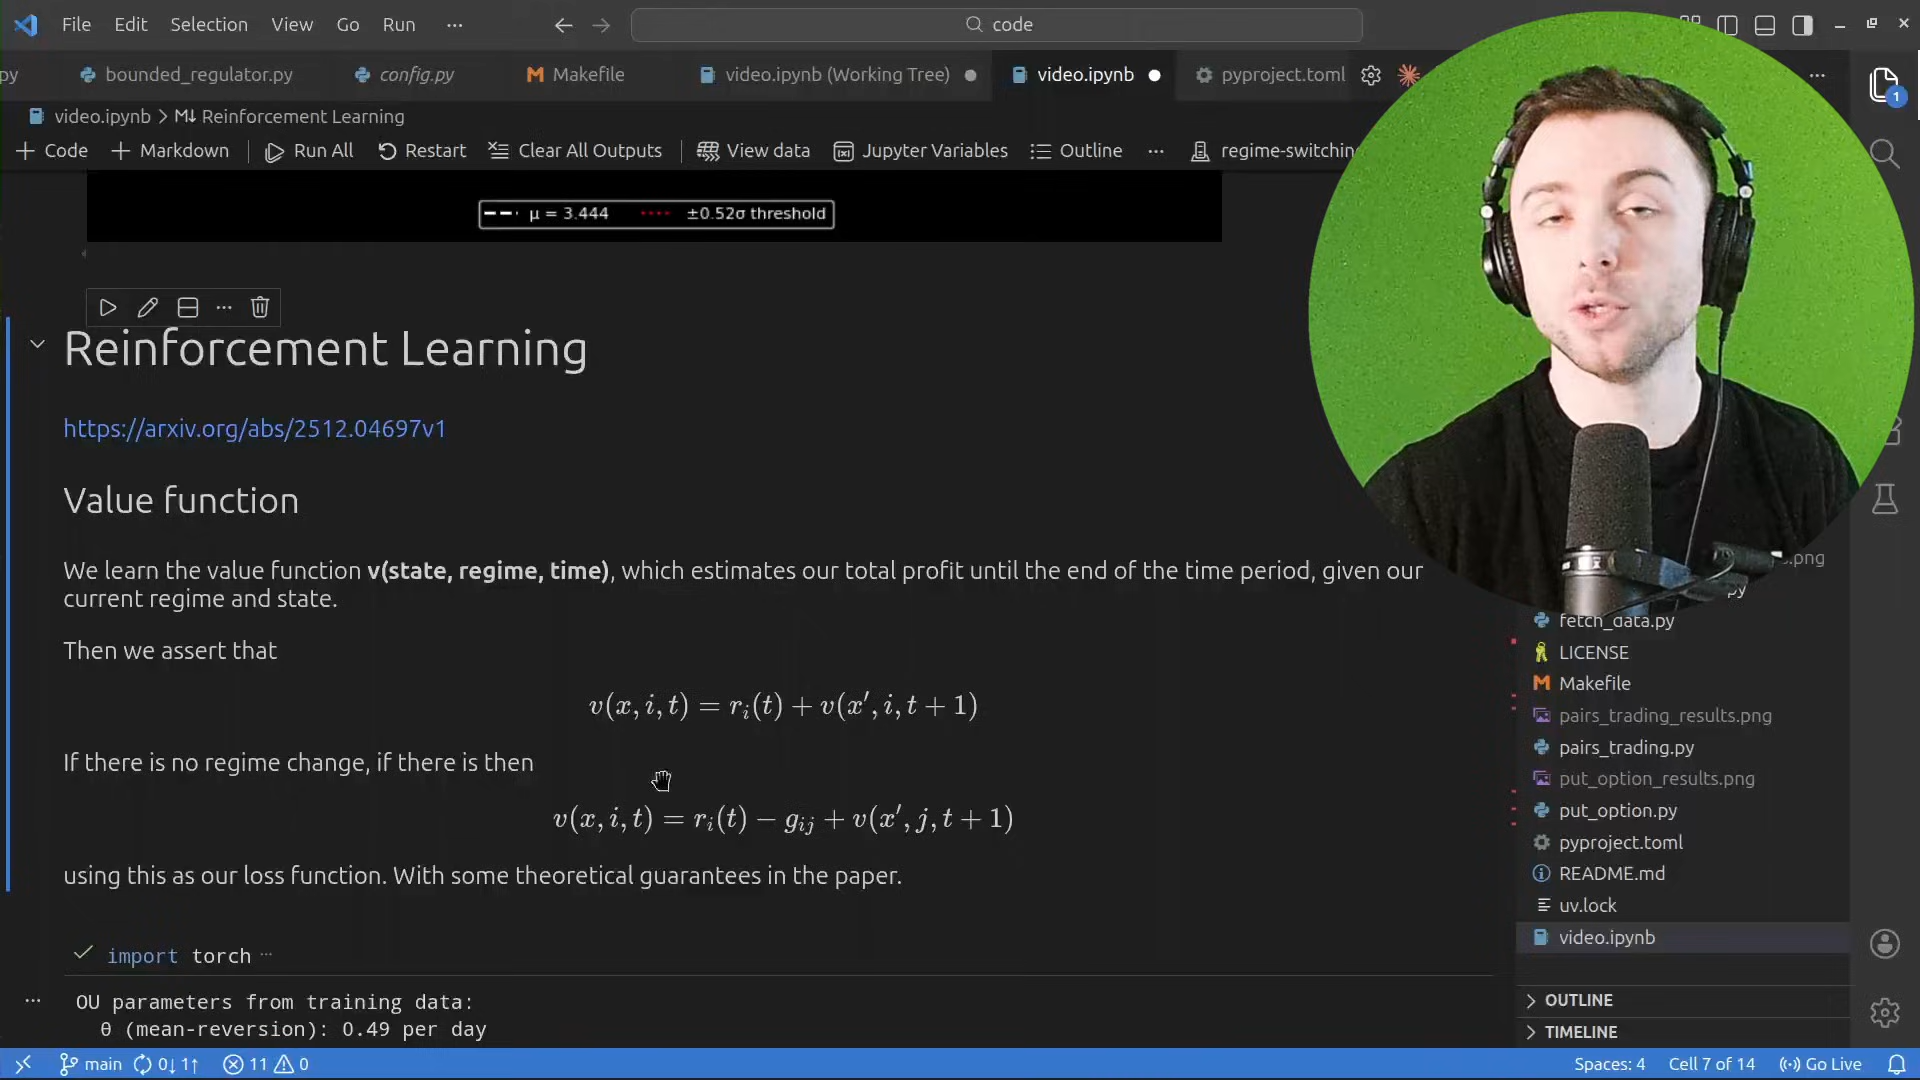 File Edit Selection View Go Run ··· code
py bounded_regulator.py config.py Makefile video.ipynb (Working Tree) video.ipynb pyproject.toml
video.ipynb > M↓ Reinforcement Learning
+ Code + Markdown Run All Restart Clear All Outputs View data Jupyter Variables Outline ··· regime-switchin
1
μ = 3.444 ±0.52σ threshold
Reinforcement Learning
https://arxiv.org/abs/2512.04697v1
Value function
We learn the value function v(state, regime, time), which estimates our total profit until the end of the time period, given our
current regime and state.
Then we assert that
v(x, i, t) = r_i(t) + v(x′, i, t + 1)
If there is no regime change, if there is then
v(x, i, t) = r_i(t) − g_ij + v(x′, j, t + 1)
using this as our loss function. With some theoretical guarantees in the paper.
import torch ···
OU parameters from training data:
θ (mean-reversion): 0.49 per day
.png
py
fetch_data.py
LICENSE
Makefile
pairs_trading_results.png
pairs_trading.py
put_option_results.png
put_option.py
pyproject.toml
README.md
uv.lock
video.ipynb
OUTLINE
TIMELINE
main 0↓ 1↑ 11 0 Spaces: 4 Cell 7 of 14 Go Live